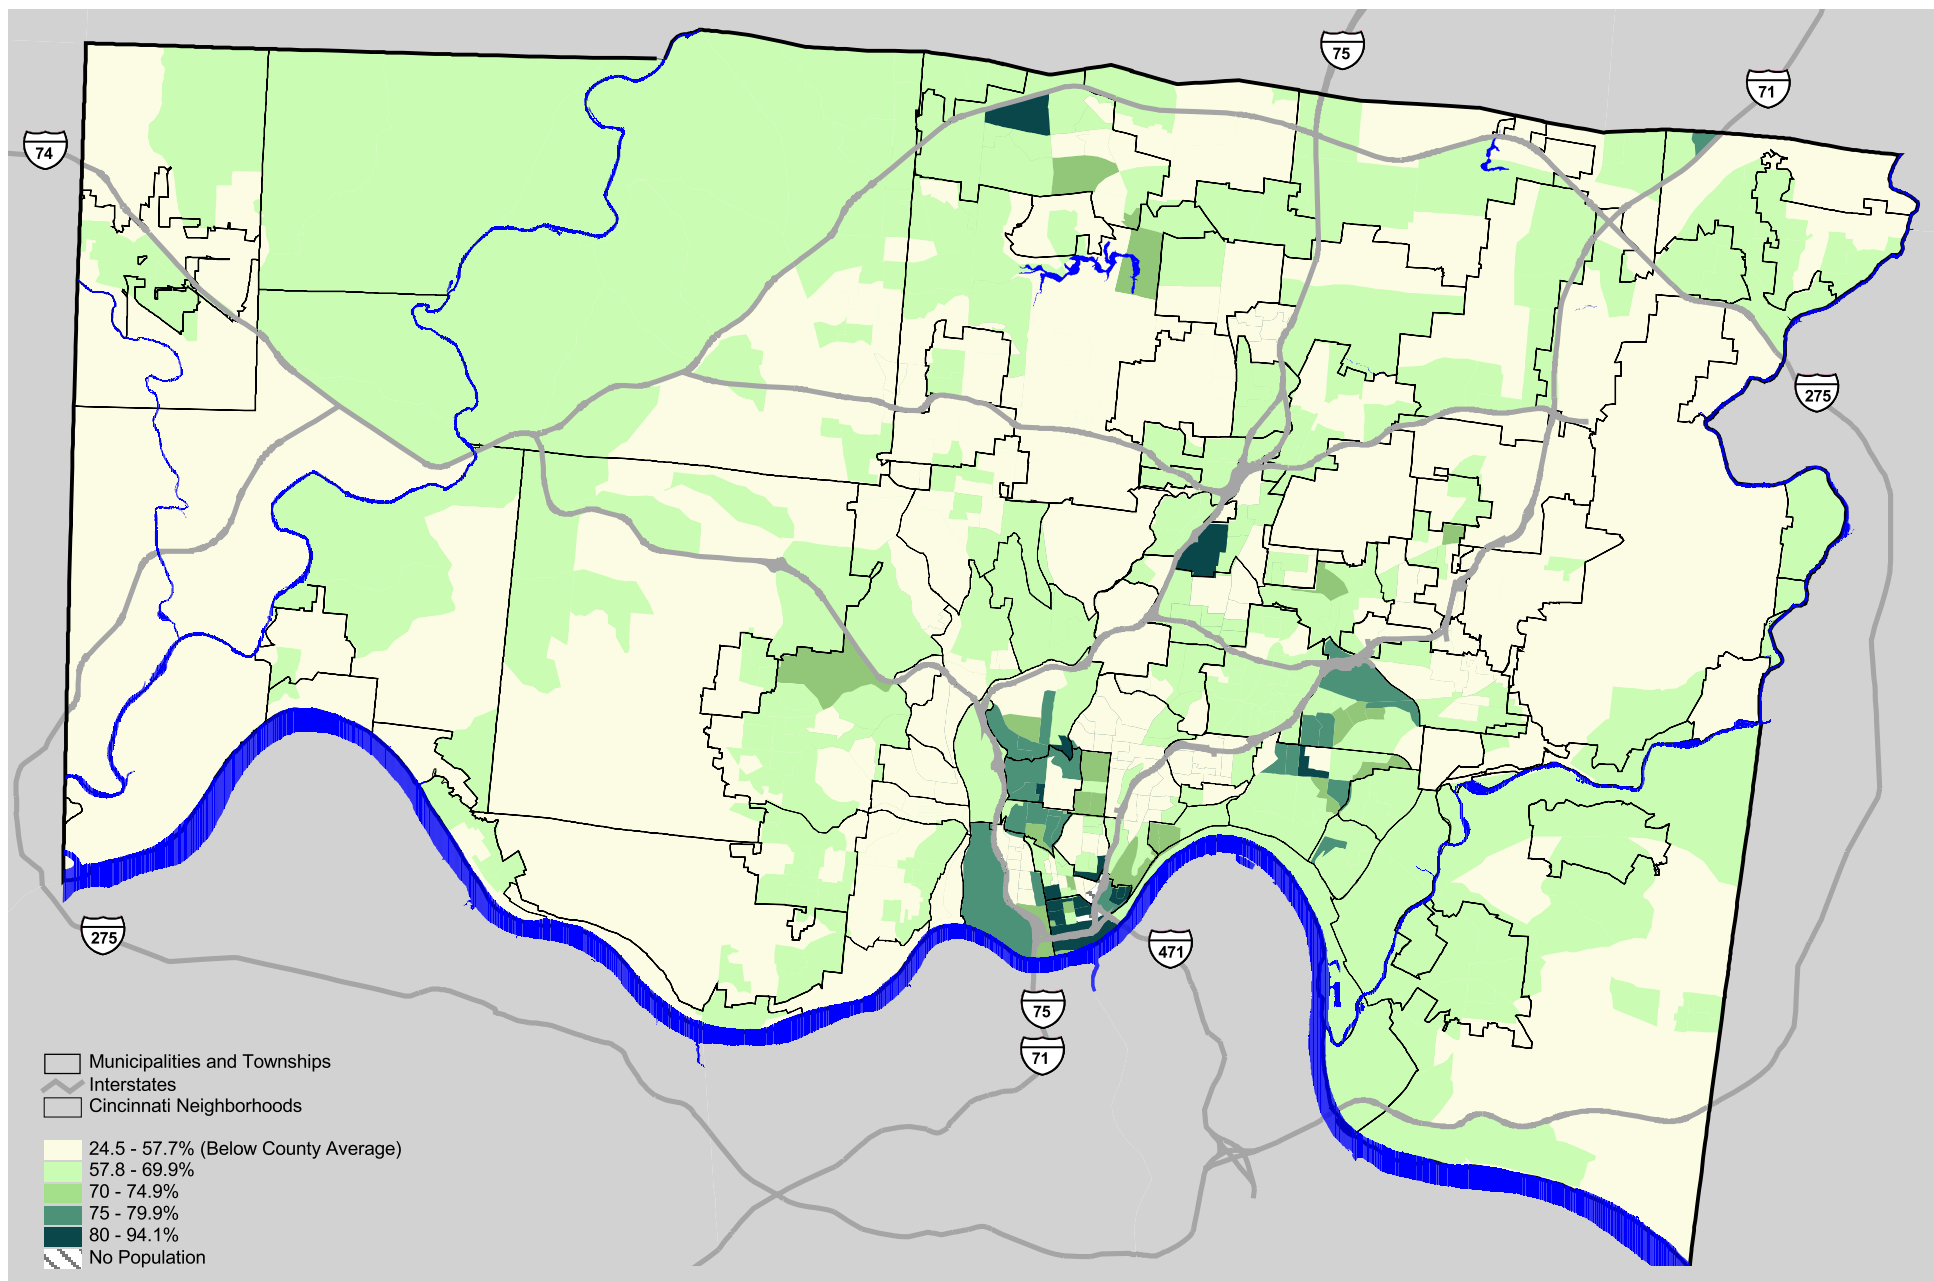 75
71
74
275
275
471
75
71
Municipalities and Townships
Interstates
Cincinnati Neighborhoods
24.5 - 57.7% (Below County Average)
57.8 - 69.9%
70 - 74.9%
75 - 79.9%
80 - 94.1%
No Population